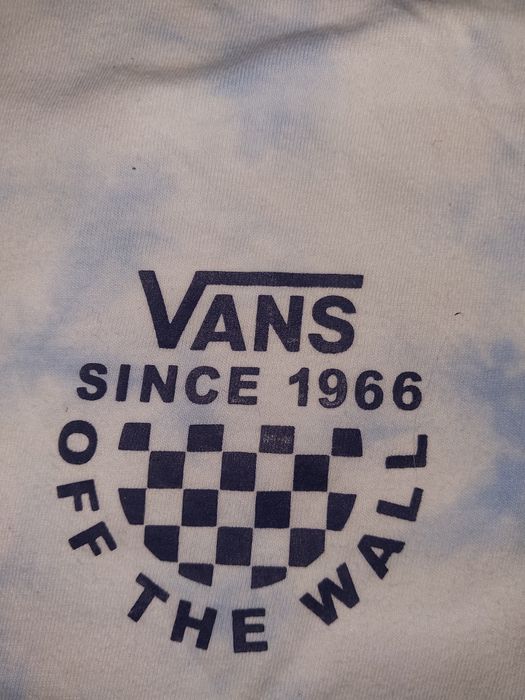 VANS
SINCE 1966
OFF THE WALL